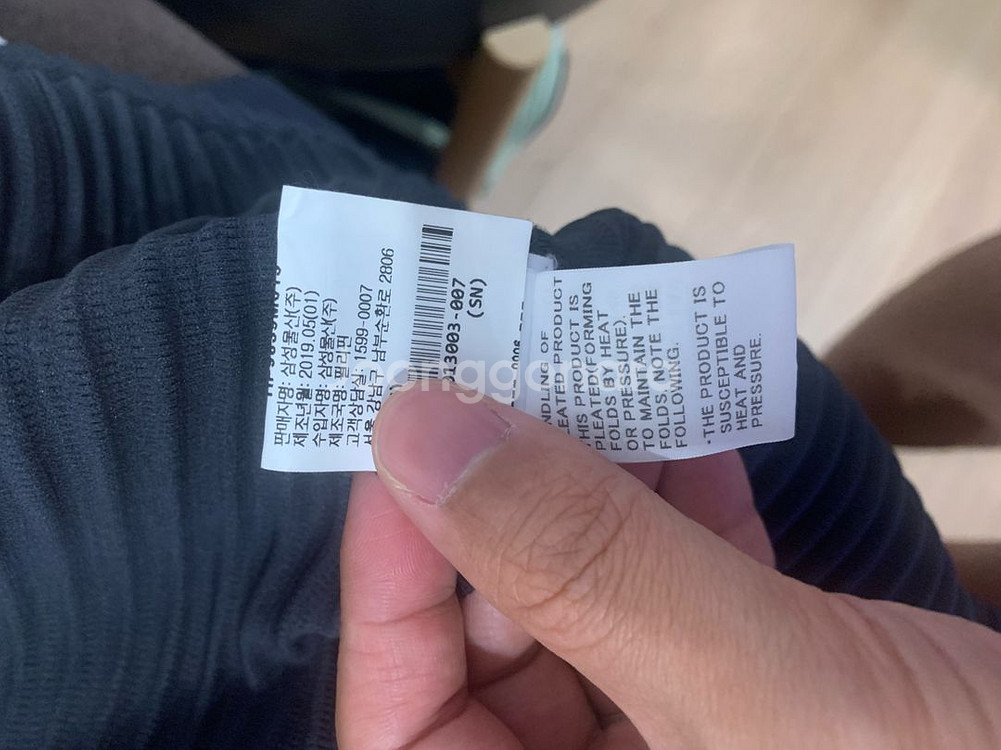 판매자명: 삼성물산(주)
제조년월: 2019.05(01)
수입자명: 삼성물산(주)
제조국명: 필리핀
고객상담실 1599-0007
서울 강남구 남부순환로 2806
013003-007
(SN)
OF
PRODUCT
THIS PRODUCT IS
PLEATED(FORMING
FOLDS BY HEAT
OR PRESSURE).
TO MAINTAIN THE
FOLDS, NOTE THE
FOLLOWING.
·THE PRODUCT IS
SUSCEPTIBLE TO
HEAT AND
PRESSURE.